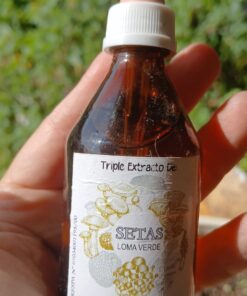 Triple Extracto De
SETAS
LOMA VERDE